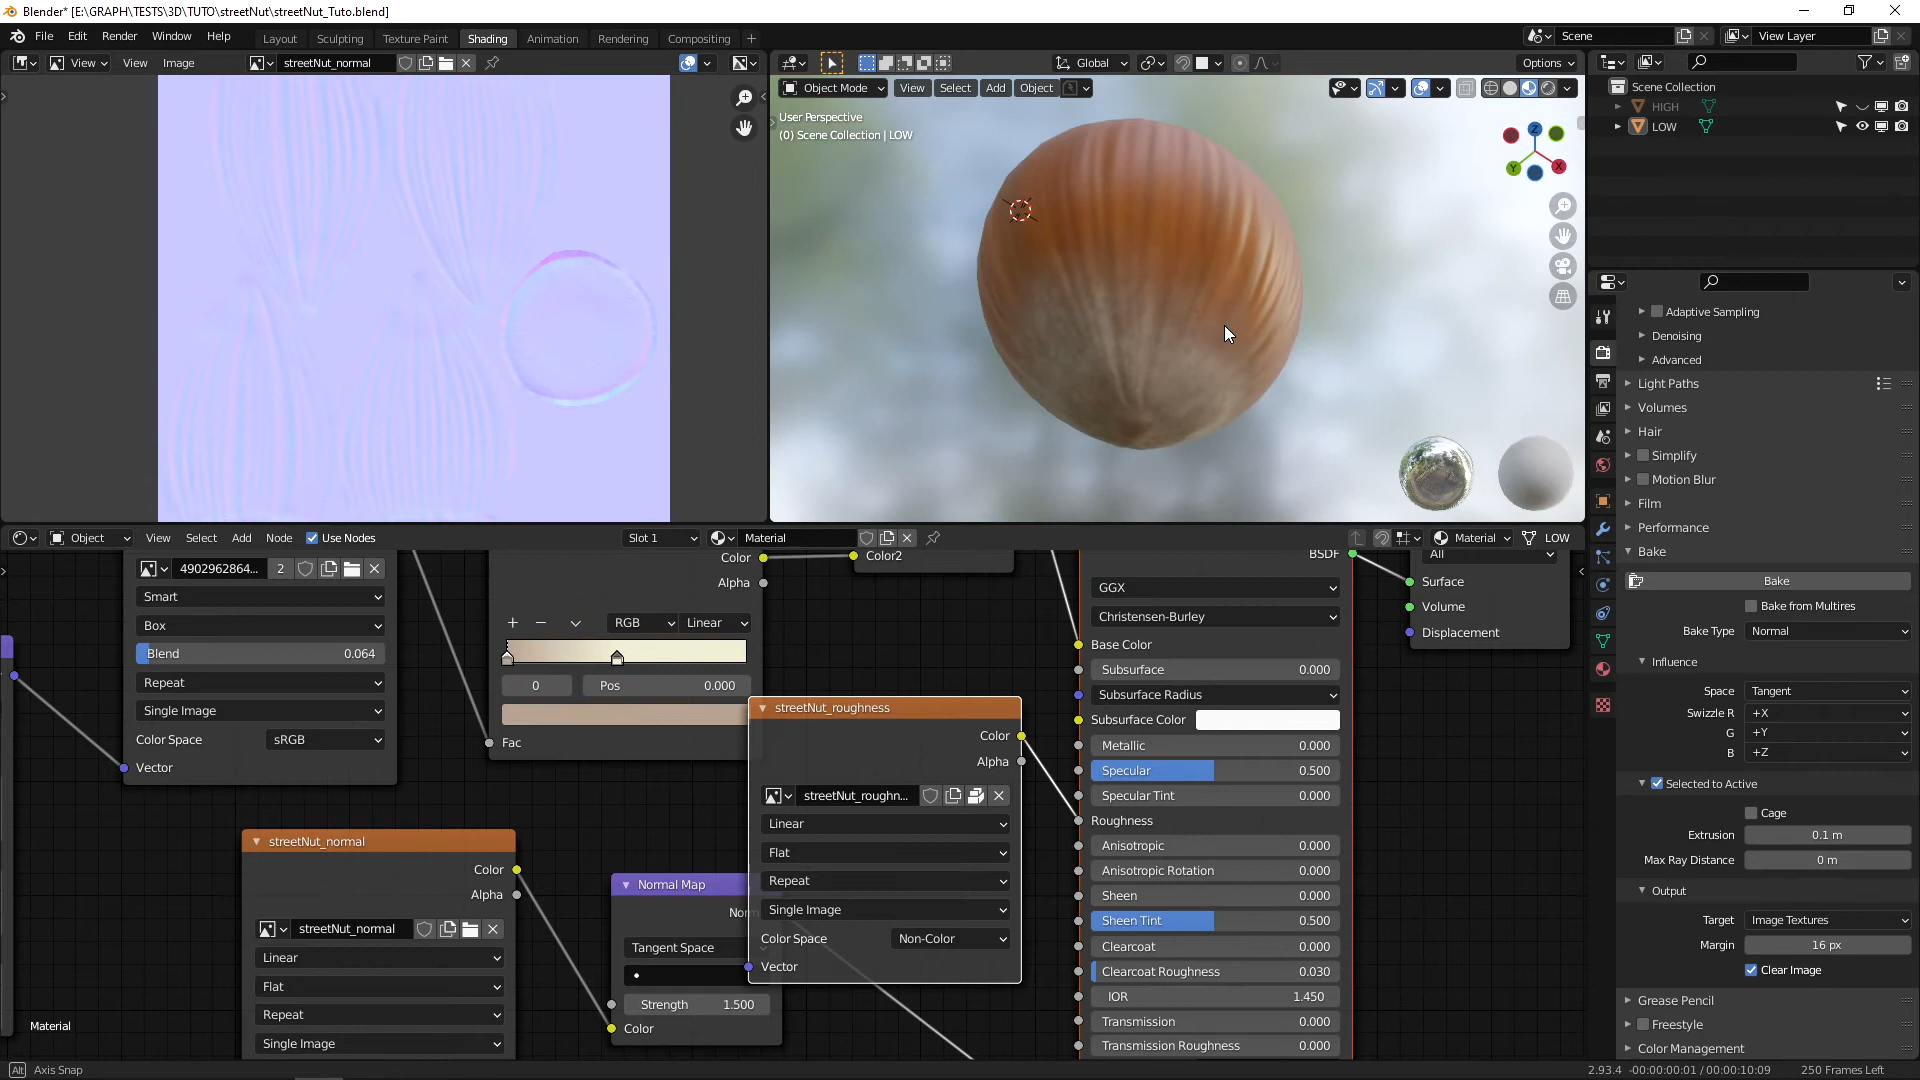 Blender* [E:\GRAPH\TESTS\3D\TUTO\streetNut\streetNut_Tuto.blend]
File Edit Render Window Help
Layout Sculpting Texture Paint Shading Animation Rendering Compositing +
Scene
View Layer
View View Image
streetNut_normal
Global
Options
Object Mode View Select Add Object
User Perspective
(0) Scene Collection | LOW
Z
Y
X
Scene Collection
HIGH
LOW
Adaptive Sampling
Denoising
Advanced
Light Paths
Volumes
Hair
Simplify
Motion Blur
Film
Performance
Bake
Bake
Bake from Multires
Bake Type Normal
Influence
Space Tangent
Swizzle R +X
G +Y
B +Z
Selected to Active
Cage
Extrusion 0.1 m
Max Ray Distance 0 m
Output
Target Image Textures
Margin 16 px
Clear Image
Grease Pencil
Freestyle
Color Management
Object View Select Add Node Use Nodes
Slot 1
Material
Material
LOW
4902962864... 2
Smart
Box
Blend 0.064
Repeat
Single Image
Color Space sRGB
Vector
Color
Alpha
RGB Linear
0 Pos 0.000
Fac
Color2
streetNut_roughness
Color
Alpha
streetNut_roughn...
Linear
Flat
Repeat
Single Image
Color Space Non-Color
Vector
streetNut_normal
Color
Alpha
streetNut_normal
Linear
Flat
Repeat
Single Image
Normal Map
Tangent Space
Strength 1.500
Color
BSDF
GGX
Christensen-Burley
Base Color
Subsurface 0.000
Subsurface Radius
Subsurface Color
Metallic 0.000
Specular 0.500
Specular Tint 0.000
Roughness
Anisotropic 0.000
Anisotropic Rotation 0.000
Sheen 0.000
Sheen Tint 0.500
Clearcoat 0.000
Clearcoat Roughness 0.030
IOR 1.450
Transmission 0.000
Transmission Roughness 0.000
All
Surface
Volume
Displacement
Material
Alt Axis Snap
2.93.4 -00:00:00:01 / 00:00:10:09 250 Frames Left